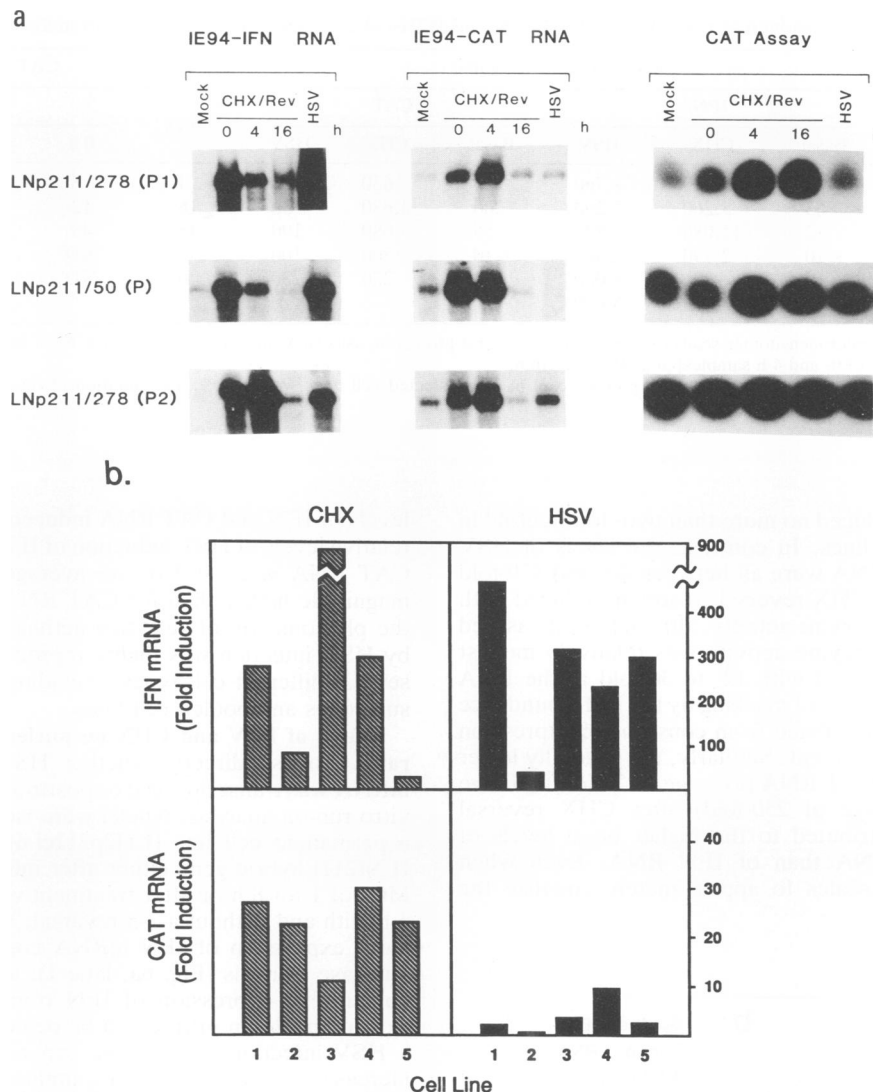 a
IE94-IFN RNA
IE94-CAT RNA
CAT Assay
Mock
CHX/Rev
HSV
0 4 16 h
Mock
CHX/Rev
HSV
0 4 16 h
Mock
CHX/Rev
HSV
0 4 16
LNp211/278 (P1)
LNp211/50 (P)
LNp211/278 (P2)
b.
CHX
HSV
IFN mRNA
(Fold Induction)
900
400
300
200
100
CAT mRNA
(Fold Induction)
40
30
20
10
1 2 3 4 5
1 2 3 4 5
Cell Line